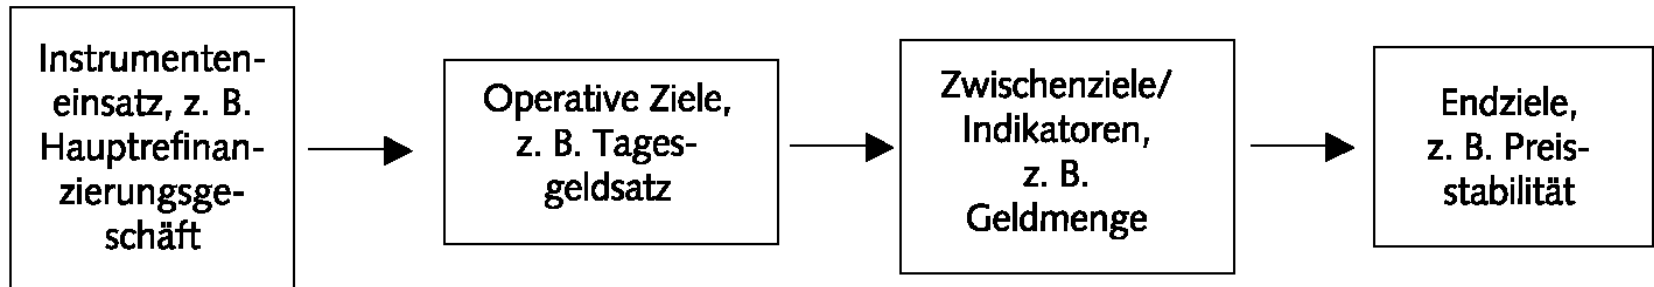 Instrumenten-
einsatz, z. B.
Hauptrefinan-
zierungsge-
schäft
Operative Ziele,
z. B. Tages-
geldsatz
Zwischenziele/
Indikatoren,
z. B.
Geldmenge
Endziele,
z. B. Preis-
stabilität